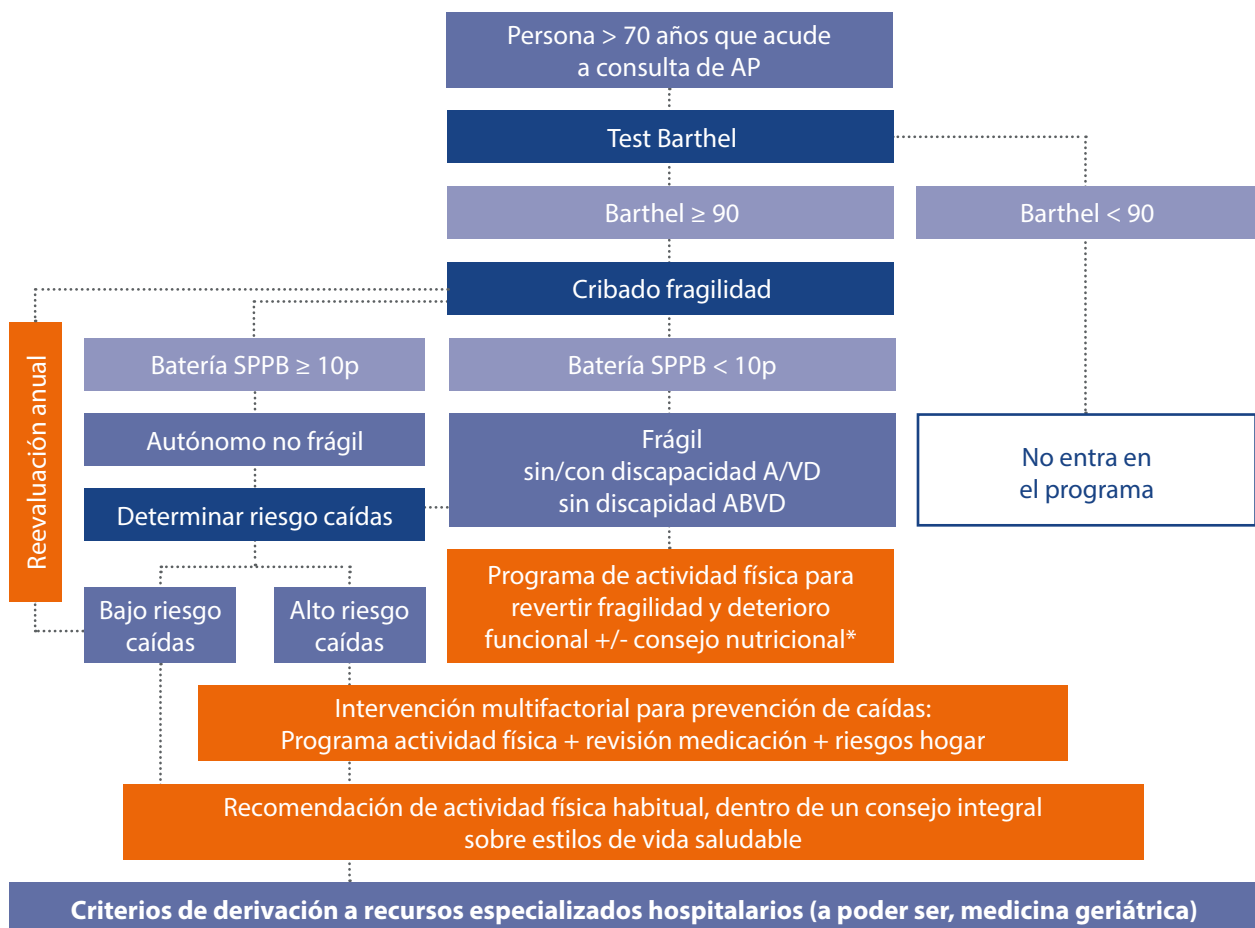 Persona > 70 años que acude
a consulta de AP
Test Barthel
Barthel ≥ 90
Barthel < 90
Cribado fragilidad
Reevaluación anual
Batería SPPB ≥ 10p
Batería SPPB < 10p
Autónomo no frágil
Frágil
sin/con discapacidad A/VD
sin discapidad ABVD
No entra en
el programa
Determinar riesgo caídas
Bajo riesgo
caídas
Alto riesgo
caídas
Programa de actividad física para
revertir fragilidad y deterioro
funcional +/- consejo nutricional*
Intervención multifactorial para prevención de caídas:
Programa actividad física + revisión medicación + riesgos hogar
Recomendación de actividad física habitual, dentro de un consejo integral
sobre estilos de vida saludable
Criterios de derivación a recursos especializados hospitalarios (a poder ser, medicina geriátrica)